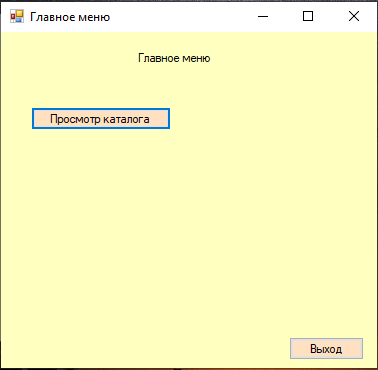 Главное меню
Главное меню
Просмотр каталога
Выход